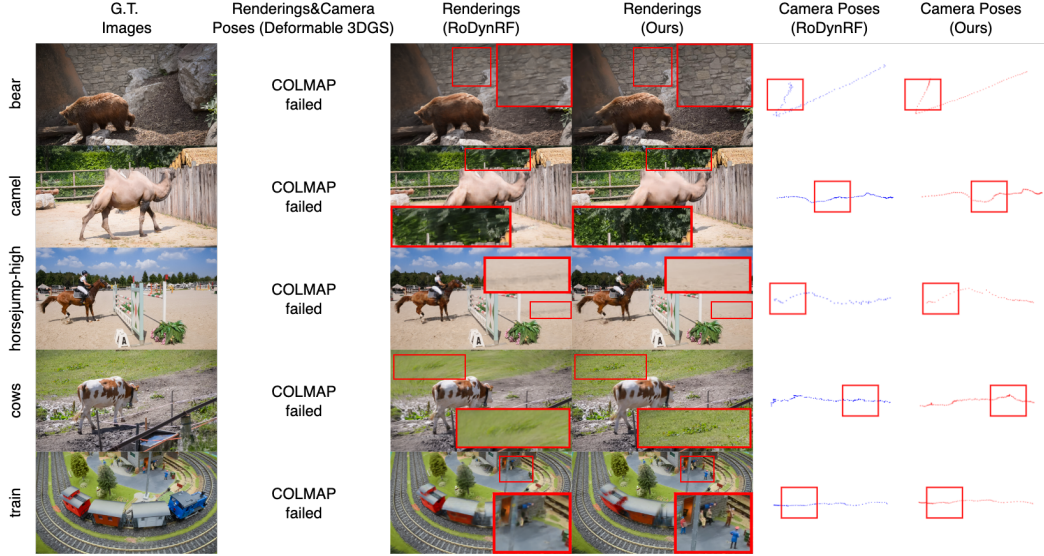 G.T.
Images
Renderings&Camera
Poses (Deformable 3DGS)
Renderings
(RoDynRF)
Renderings
(Ours)
Camera Poses
(RoDynRF)
Camera Poses
(Ours)
bear
COLMAP
failed
camel
COLMAP
failed
horsejump-high
COLMAP
failed
A
A
A
cows
COLMAP
failed
train
COLMAP
failed